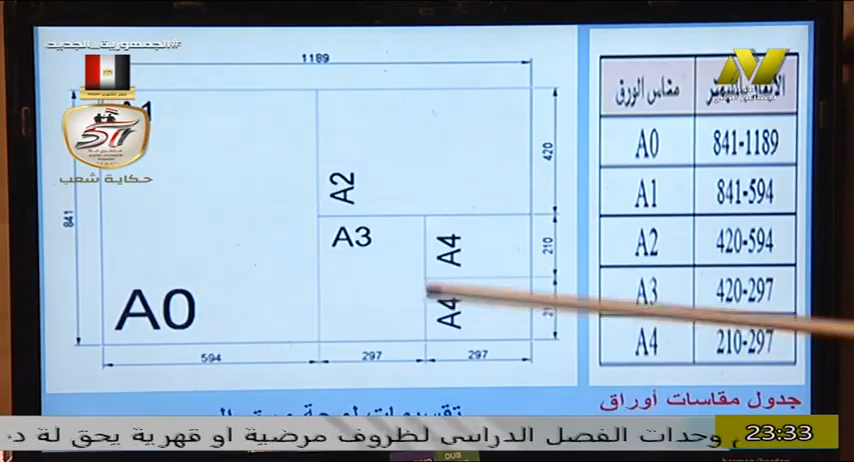 #الجمهورية_الجديدة
حكاية شعب
1189
841
A2
A3
A4
A4
A0
420
210
594
297
297
مقاس الورق
A0 841-1189
A1 841-594
A2 420-594
A3 420-297
A4 210-297
جدول مقاسات أوراق
وحدات الفصل الدراسى لظروف مرضية او قهرية يحق لة
23:33